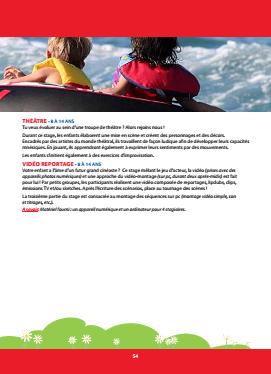 THÉÂTRE - 8 À 14 ANS
Tu veux évoluer au sein d'une troupe de théâtre ? Alors rejoins nous !
Durant ce stage, les enfants élaborent une mise en scène et créent des personnages et des décors.
Encadrés par des artistes du monde théâtral, ils travaillent de façon ludique afin de développer leurs capacités
mnésiques. En jouant, ils apprendront également à exprimer leurs sentiments par des mouvements.
Les enfants s'initient également à des exercices d'improvisation.
VIDÉO REPORTAGE - 8 À 14 ANS
Votre enfant a l'âme d'un futur grand cinéaste ? Ce stage mêlant le jeu d'acteur, la vidéo (prises avec des
appareils photos numériques) et une approche du vidéo-montage (sur pc, durant deux après-midis) est fait
pour lui ! Par petits groupes, les participants réalisent une vidéo composée de reportages, lipdubs, clips,
émissions TV et/ou sketches. Après l'écriture des scénarios, place au tournage des scènes !
La troisième partie du stage est consacrée au montage des séquences sur pc (montage vidéo simple, son
et titrages, etc.).
A savoir: Matériel fourni : un appareil numérique et un ordinateur pour 4 stagiaires.
54